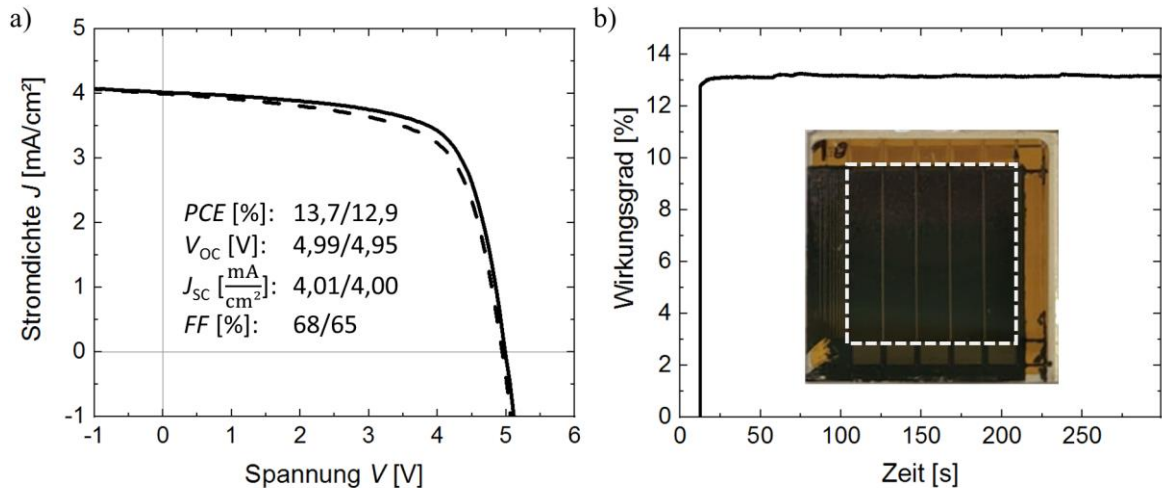 a)
5
4
3
2
1
0
-1
Stromdichte J [mA/cm²]
PCE [%]: 13,7/12,9
V_OC [V]: 4,99/4,95
J_SC [mA/cm²]: 4,01/4,00
FF [%]: 68/65
-1 0 1 2 3 4 5 6
Spannung V [V]
b)
14
12
10
8
6
4
2
0
Wirkungsgrad [%]
0 50 100 150 200 250
Zeit [s]